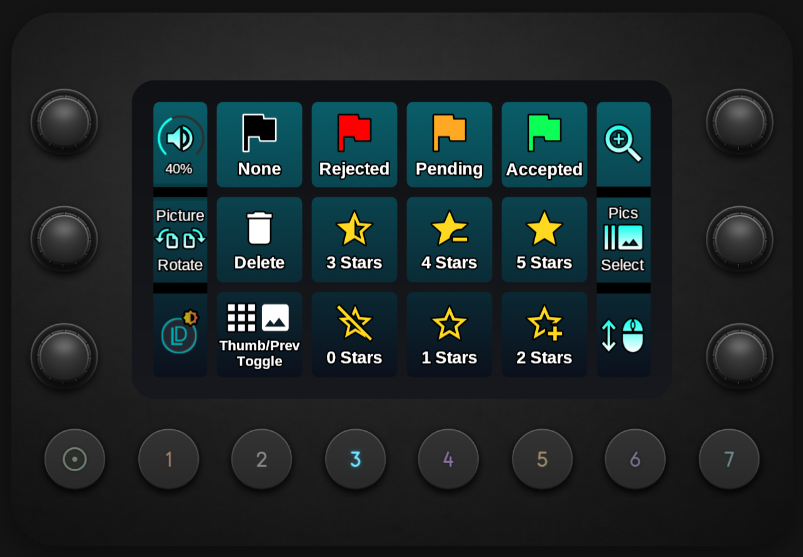 None
Rejected
Pending
Accepted
40%
Picture
Rotate
Delete
3 Stars
4 Stars
5 Stars
Pics
Select
Thumb/Prev
Toggle
0 Stars
1 Stars
2 Stars
1
2
3
4
5
6
7